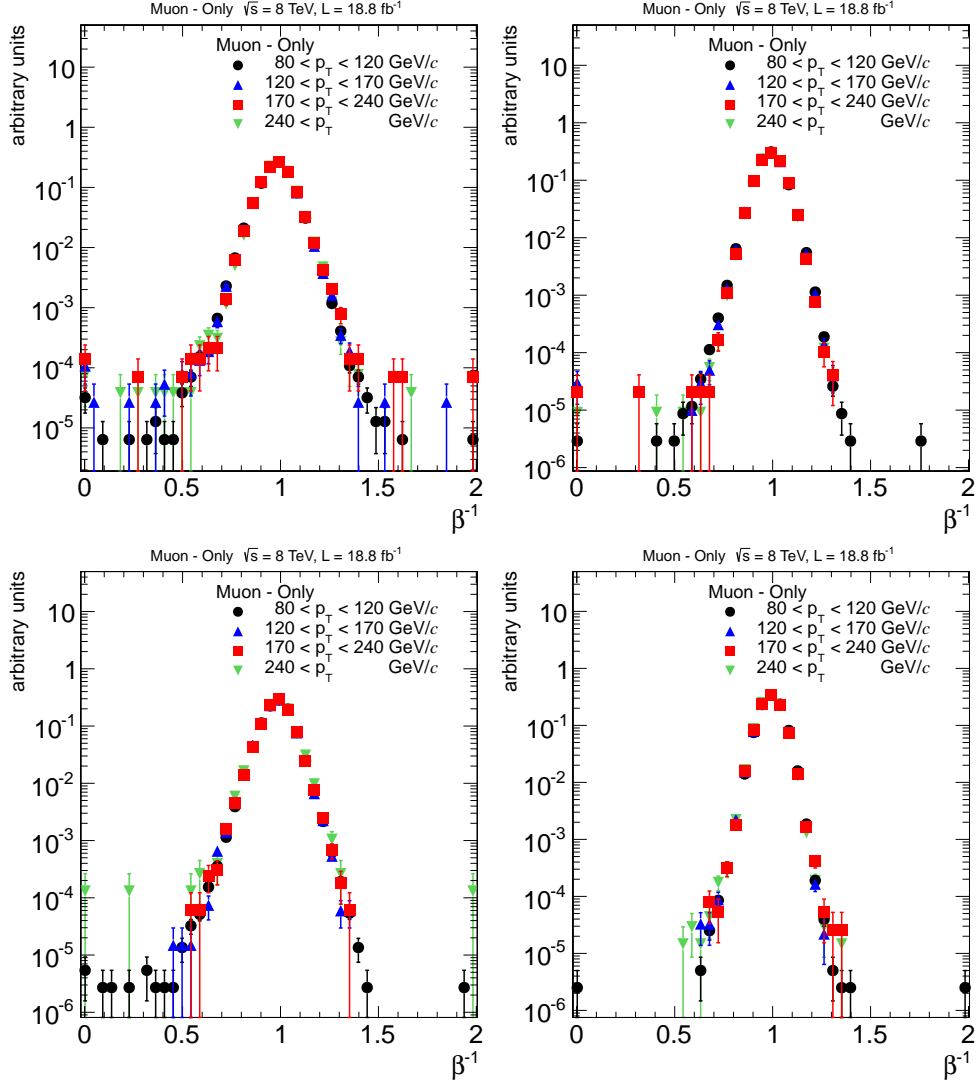 Muon - Only √s = 8 TeV, L = 18.8 fb⁻¹
arbitrary units
10
1
10⁻¹
10⁻²
10⁻³
10⁻⁴
10⁻⁵
Muon - Only
80 < p_T < 120 GeV/c
120 < p_T < 170 GeV/c
170 < p_T < 240 GeV/c
240 < p_T GeV/c
0 0.5 1 1.5 2
β⁻¹
Muon - Only √s = 8 TeV, L = 18.8 fb⁻¹
arbitrary units
10
1
10⁻¹
10⁻²
10⁻³
10⁻⁴
10⁻⁵
10⁻⁶
Muon - Only
80 < p_T < 120 GeV/c
120 < p_T < 170 GeV/c
170 < p_T < 240 GeV/c
240 < p_T GeV/c
0 0.5 1 1.5 2
β⁻¹
Muon - Only √s = 8 TeV, L = 18.8 fb⁻¹
arbitrary units
10
1
10⁻¹
10⁻²
10⁻³
10⁻⁴
10⁻⁵
10⁻⁶
Muon - Only
80 < p_T < 120 GeV/c
120 < p_T < 170 GeV/c
170 < p_T < 240 GeV/c
240 < p_T GeV/c
0 0.5 1 1.5 2
β⁻¹
Muon - Only √s = 8 TeV, L = 18.8 fb⁻¹
arbitrary units
10
1
10⁻¹
10⁻²
10⁻³
10⁻⁴
10⁻⁵
10⁻⁶
Muon - Only
80 < p_T < 120 GeV/c
120 < p_T < 170 GeV/c
170 < p_T < 240 GeV/c
240 < p_T GeV/c
0 0.5 1 1.5 2
β⁻¹